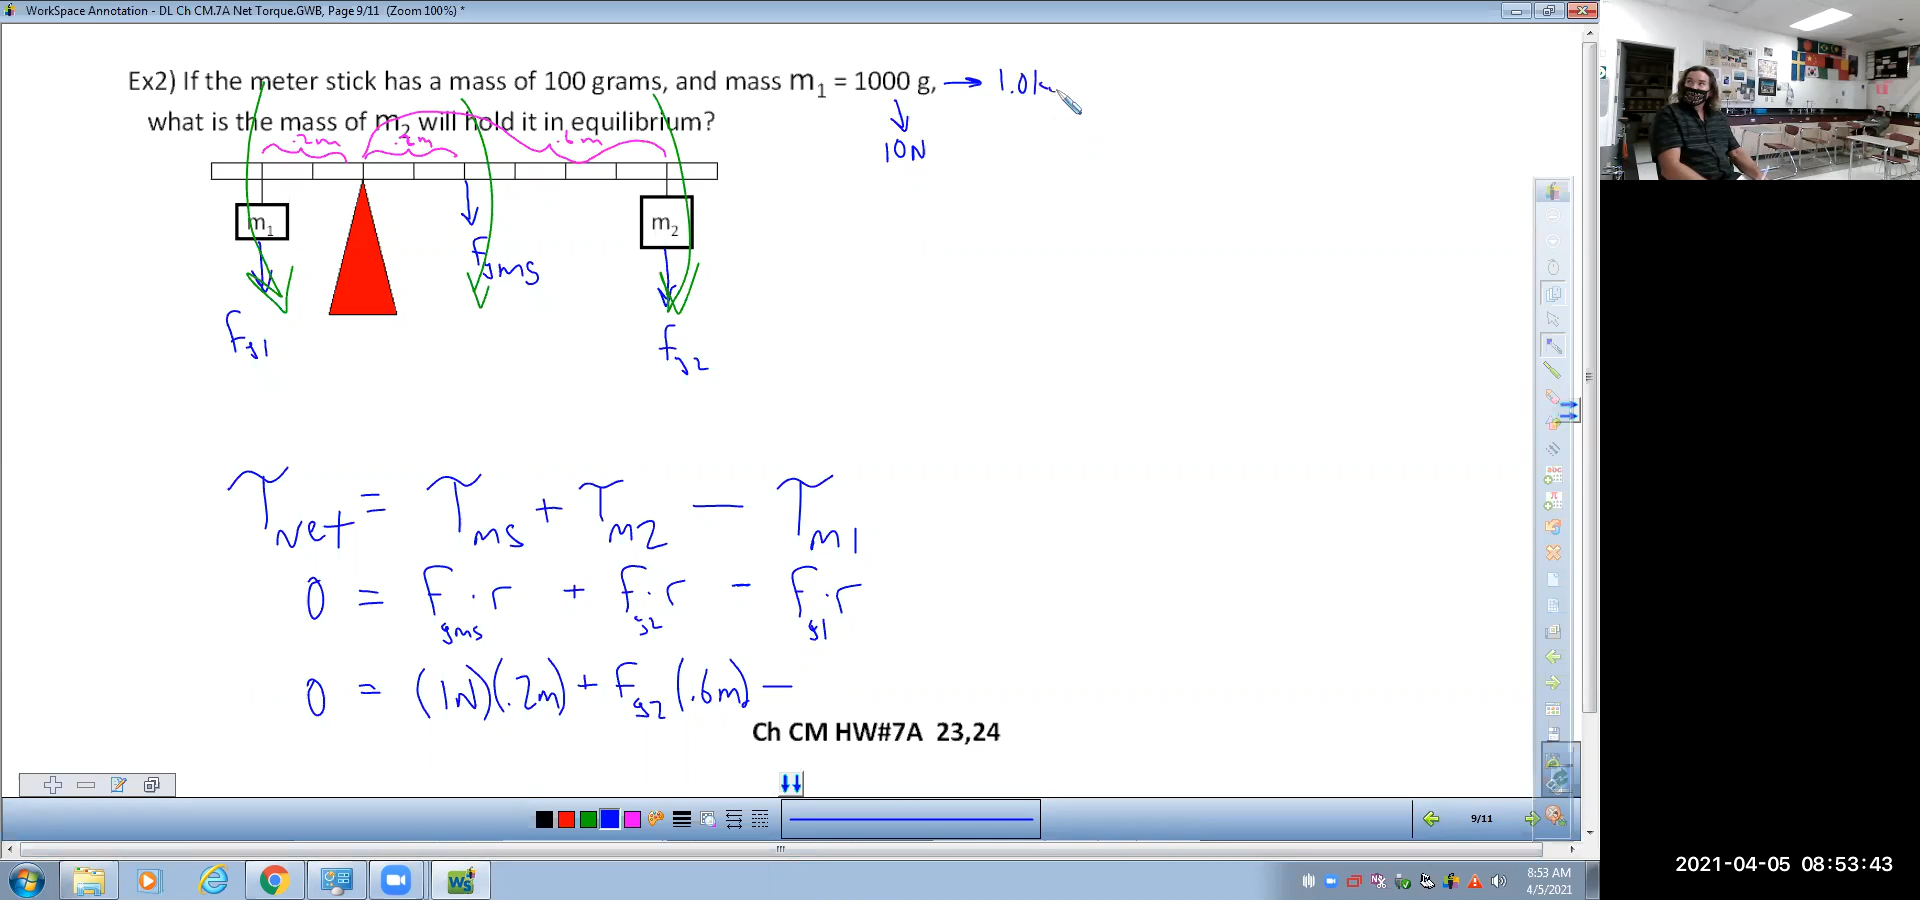 WorkSpace Annotation - DL Ch CM.7A Net Torque.GWB, Page 9/11 (Zoom 100%) *
Ex2) If the meter stick has a mass of 100 grams, and mass m₁ = 1000 g, → 1.0k
what is the mass of m₂ will hold it in equilibrium?
10N
.2m .2m .6m
m₁ m₂
Fgms
Fg1 Fg2
τNet = τms + τm2 − τm1
0 = Fgms · r + Fg2 · r − Fg1 · r
0 = (1N)(.2m) + Fg2 (.6m) −
Ch CM HW#7A 23,24
9/11
8:53 AM
4/5/2021
2021-04-05 08:53:43